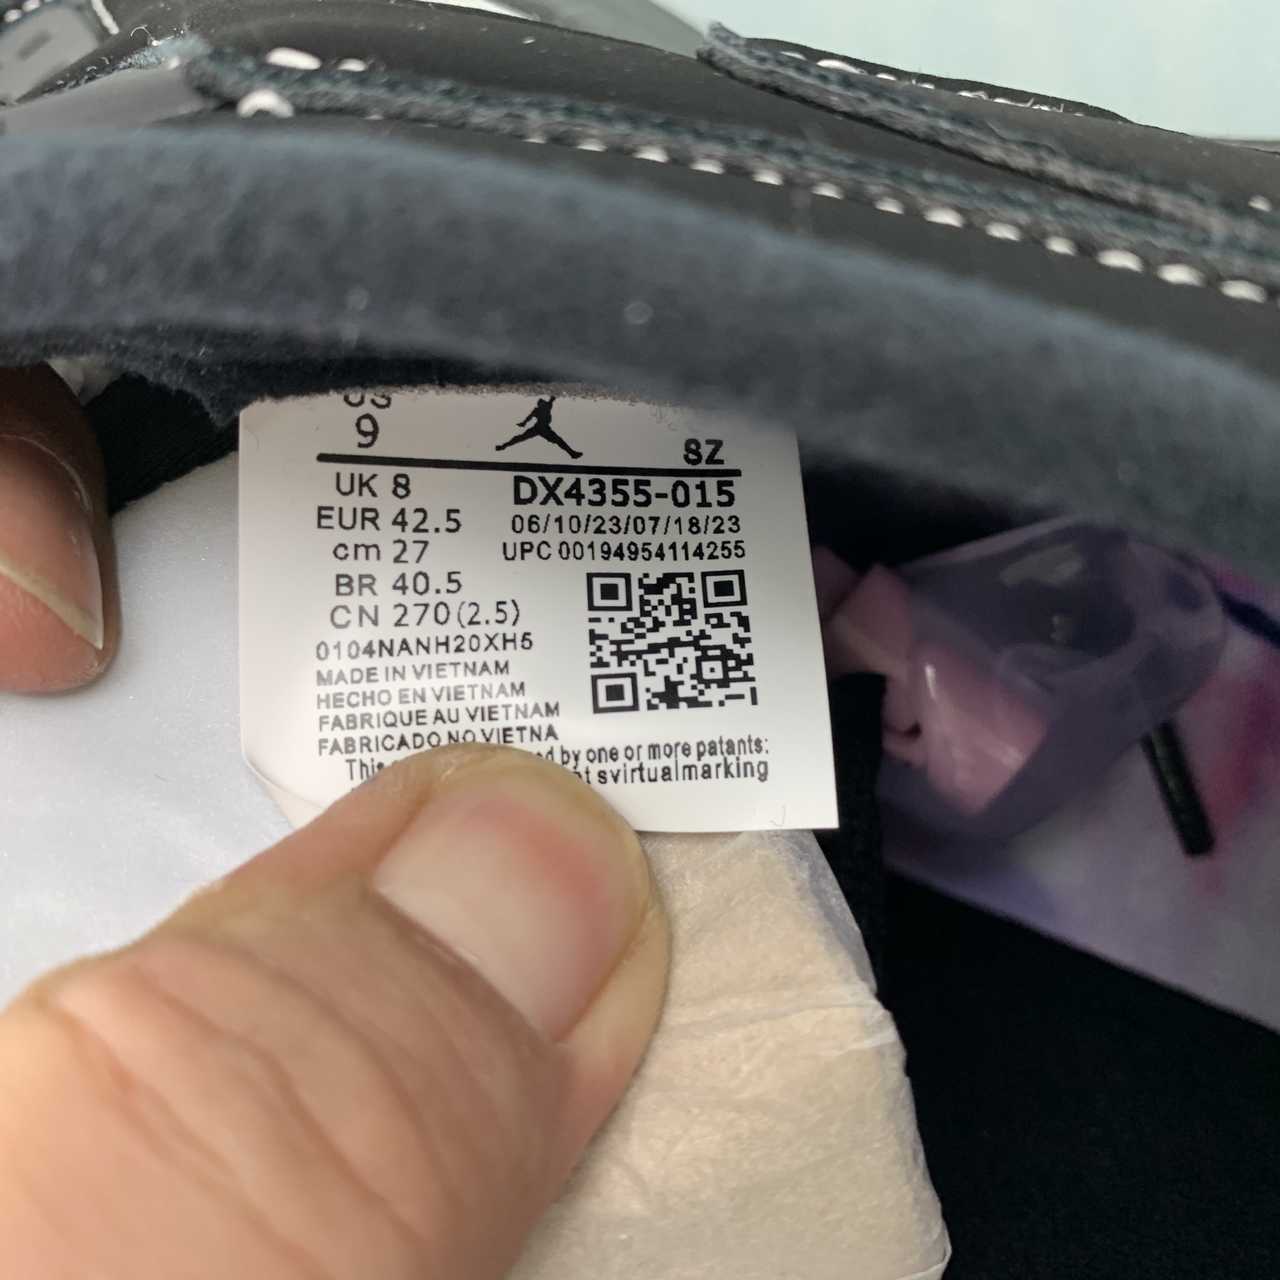 US
9
8Z
UK 8
DX4355-015
EUR 42.5
06/10/23/07/18/23
cm 27
UPC 00194954114255
BR 40.5
CN 270(2.5)
0104NANH20XH5
MADE IN VIETNAM
HECHO EN VIETNAM
FABRIQUE AU VIETNAM
FABRICADO NO VIETNA
by one or more patants:
svirtualmarking